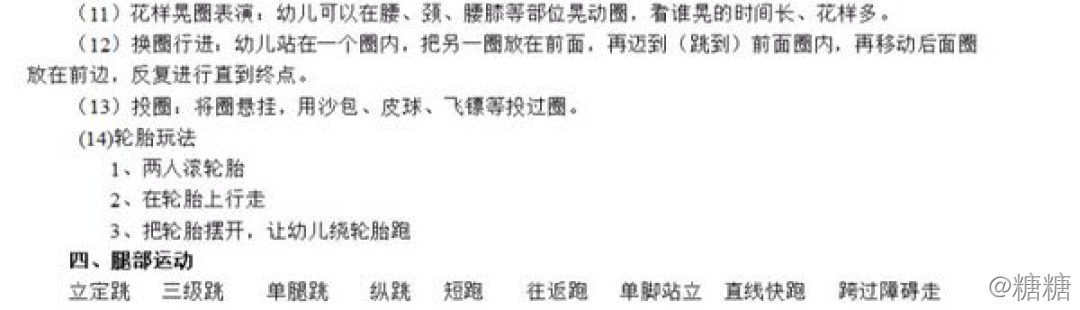 （11）花样晃圈表演：幼儿可以在腰、颈、腰膝等部位晃动圈，看谁晃的时间长、花样多。
（12）换圈行进：幼儿站在一个圈内，把另一圈放在前面，再迈到（跳到）前面圈内，再移动后面圈
放在前边，反复进行直到终点。
（13）投圈：将圈悬挂，用沙包、皮球、飞镖等投过圈。
(14)轮胎玩法
1、两人滚轮胎
2、在轮胎上行走
3、把轮胎摆开，让幼儿绕轮胎跑
四、腿部运动
立定跳 三级跳 单腿跳 纵跳 短跑 往返跑 单脚站立 直线快跑 跨过障碍走
@糖糖